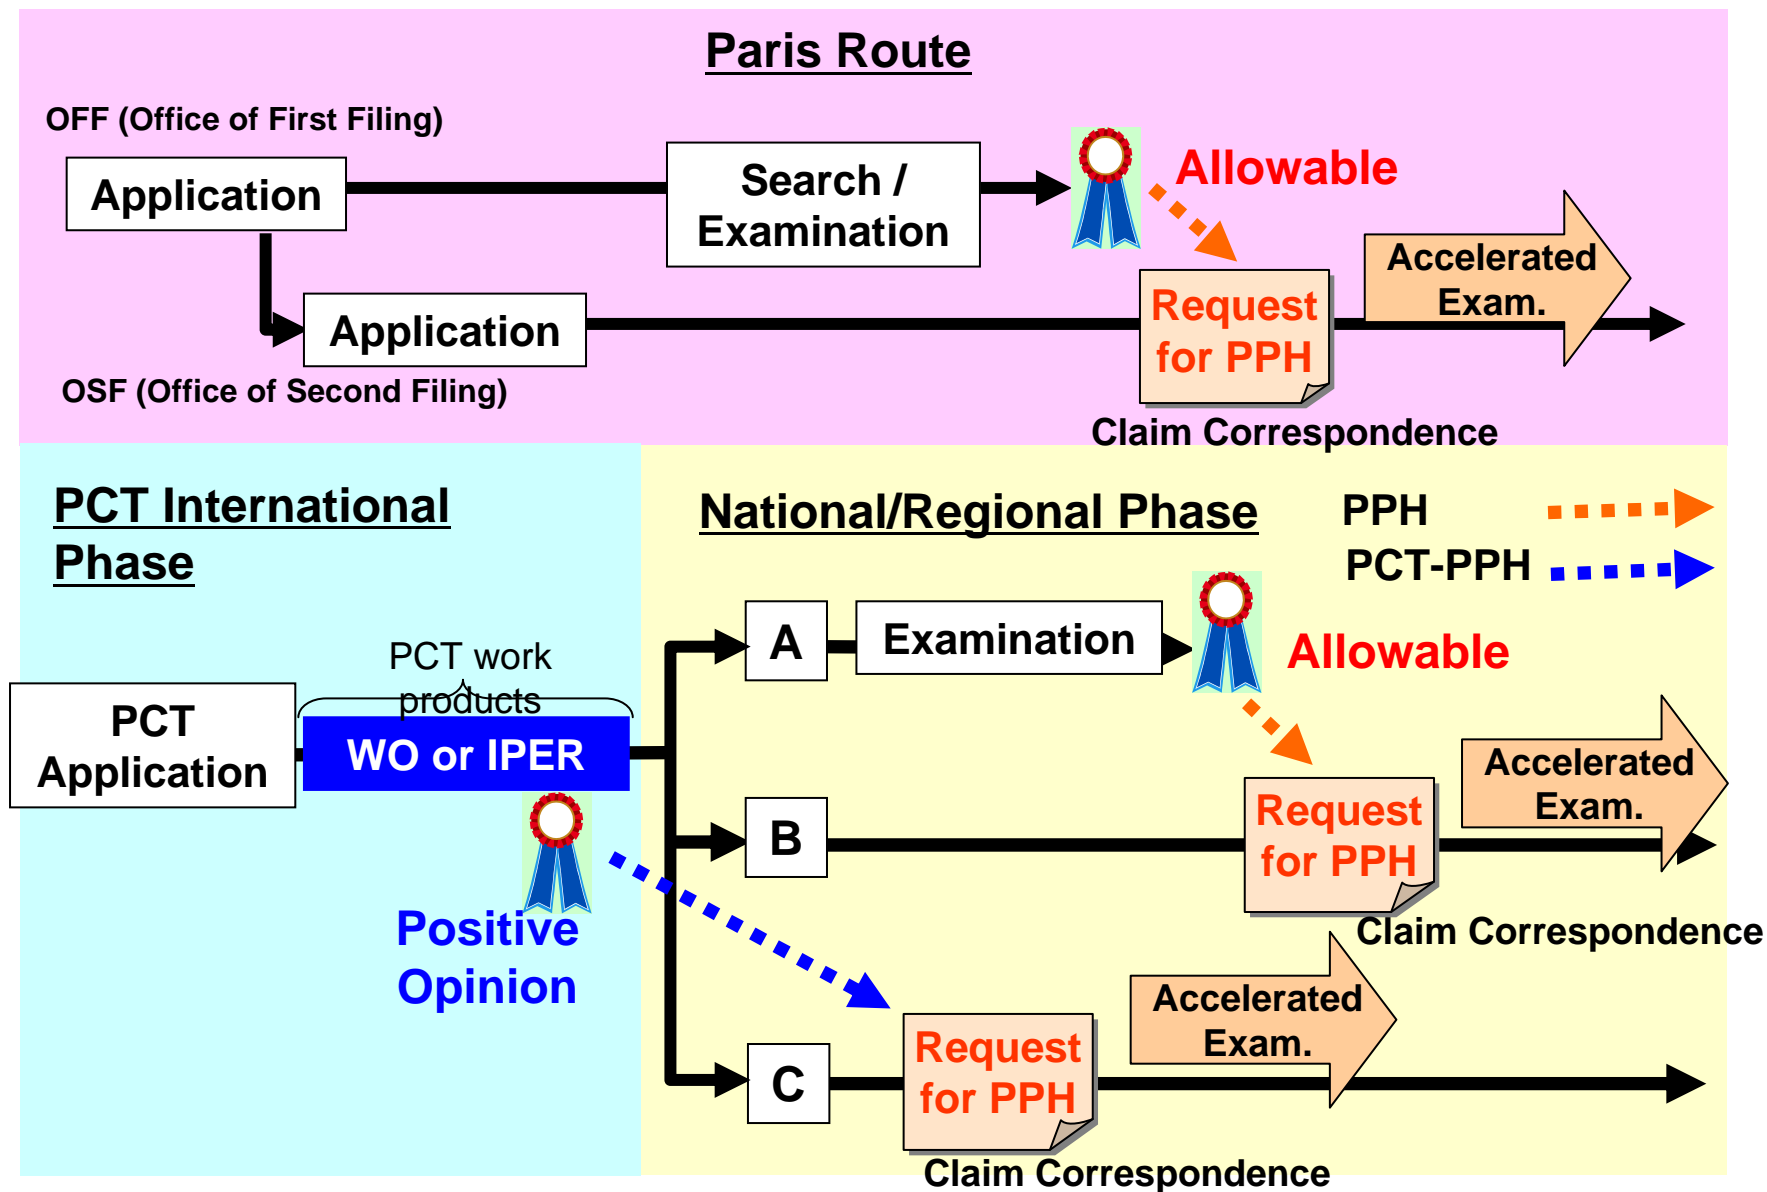 Paris Route
OFF (Office of First Filing)
Application
Search /
Examination
Allowable
Application
OSF (Office of Second Filing)
Request
for PPH
Accelerated
Exam.
Claim Correspondence
PCT International
Phase
PCT work
products
PCT
Application
WO or IPER
Positive
Opinion
National/Regional Phase
PPH
PCT-PPH
A
Examination
Allowable
B
Request
for PPH
Accelerated
Exam.
Claim Correspondence
C
Request
for PPH
Accelerated
Exam.
Claim Correspondence